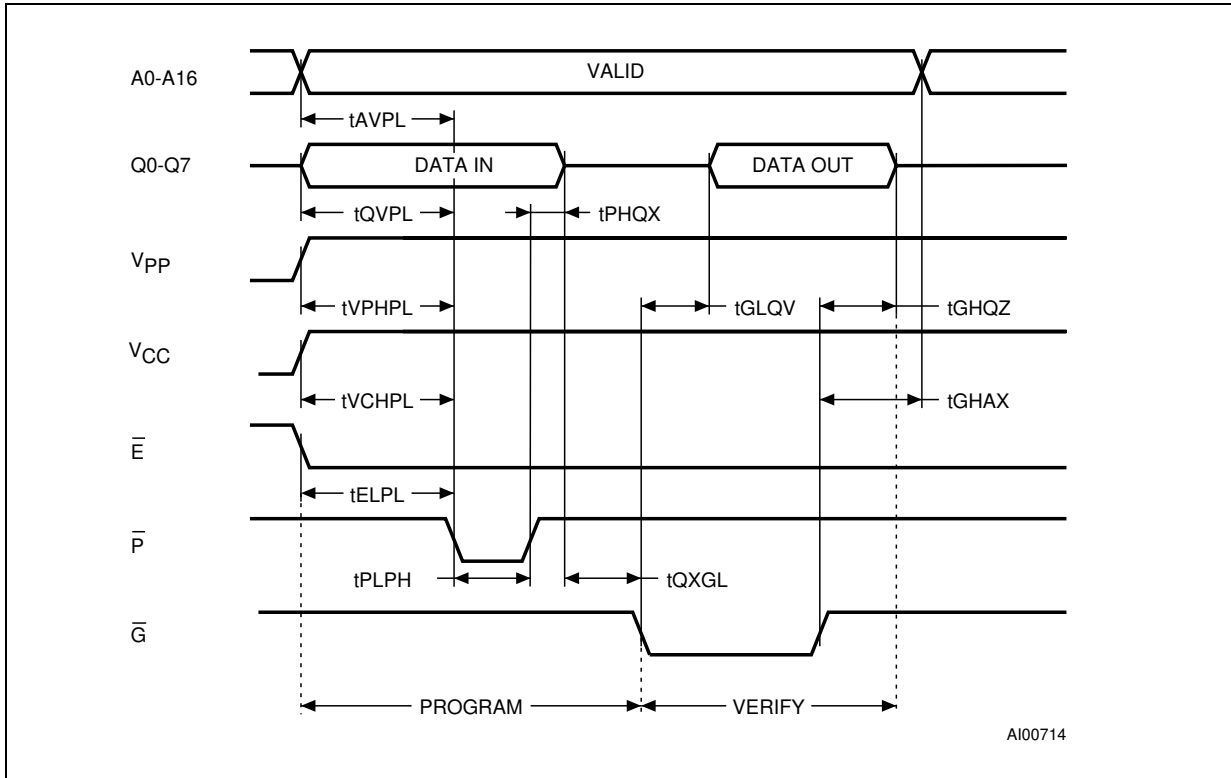 A0-A16
VALID
tAVPL
Q0-Q7
DATA IN
DATA OUT
tQVPL
tPHQX
VPP
tVPHPL
tGLQV
tGHQZ
VCC
tVCHPL
tGHAX
E̅
tELPL
P̅
tPLPH
tQXGL
G̅
PROGRAM
VERIFY
AI00714